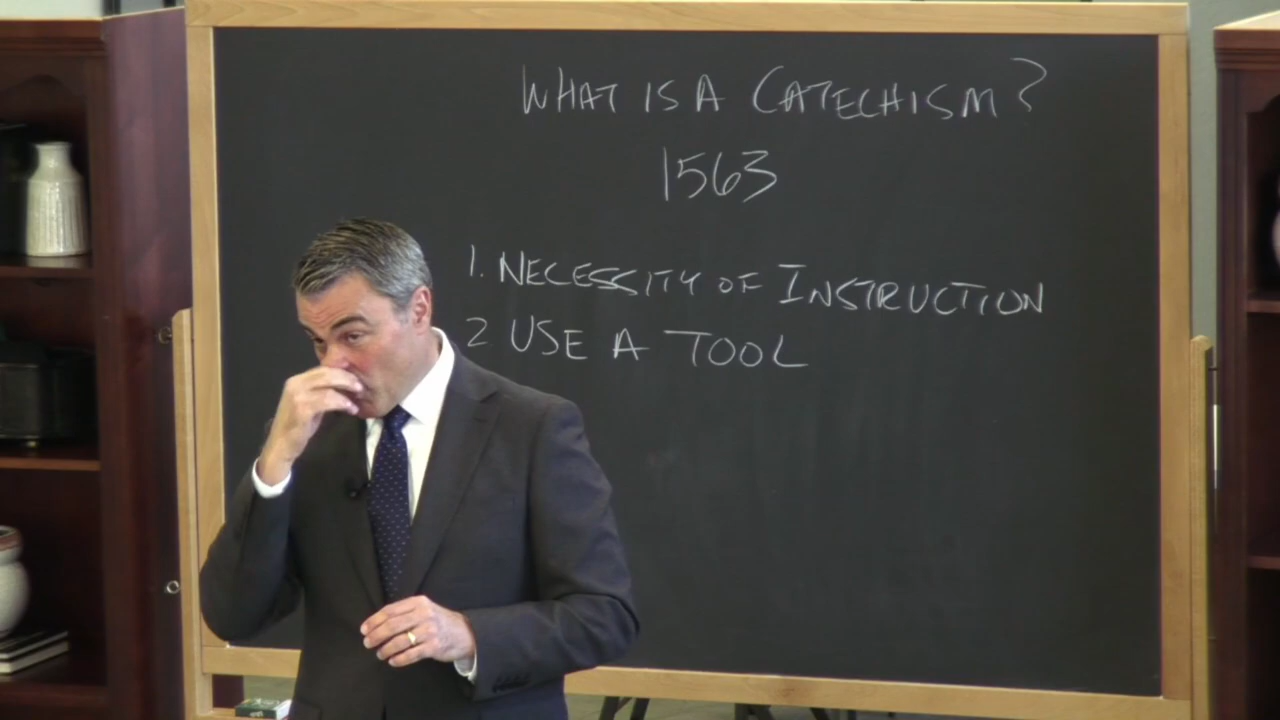 WHAT IS A CATECHISM?
1563
1. NECESSITY OF INSTRUCTION
2 USE A TOOL